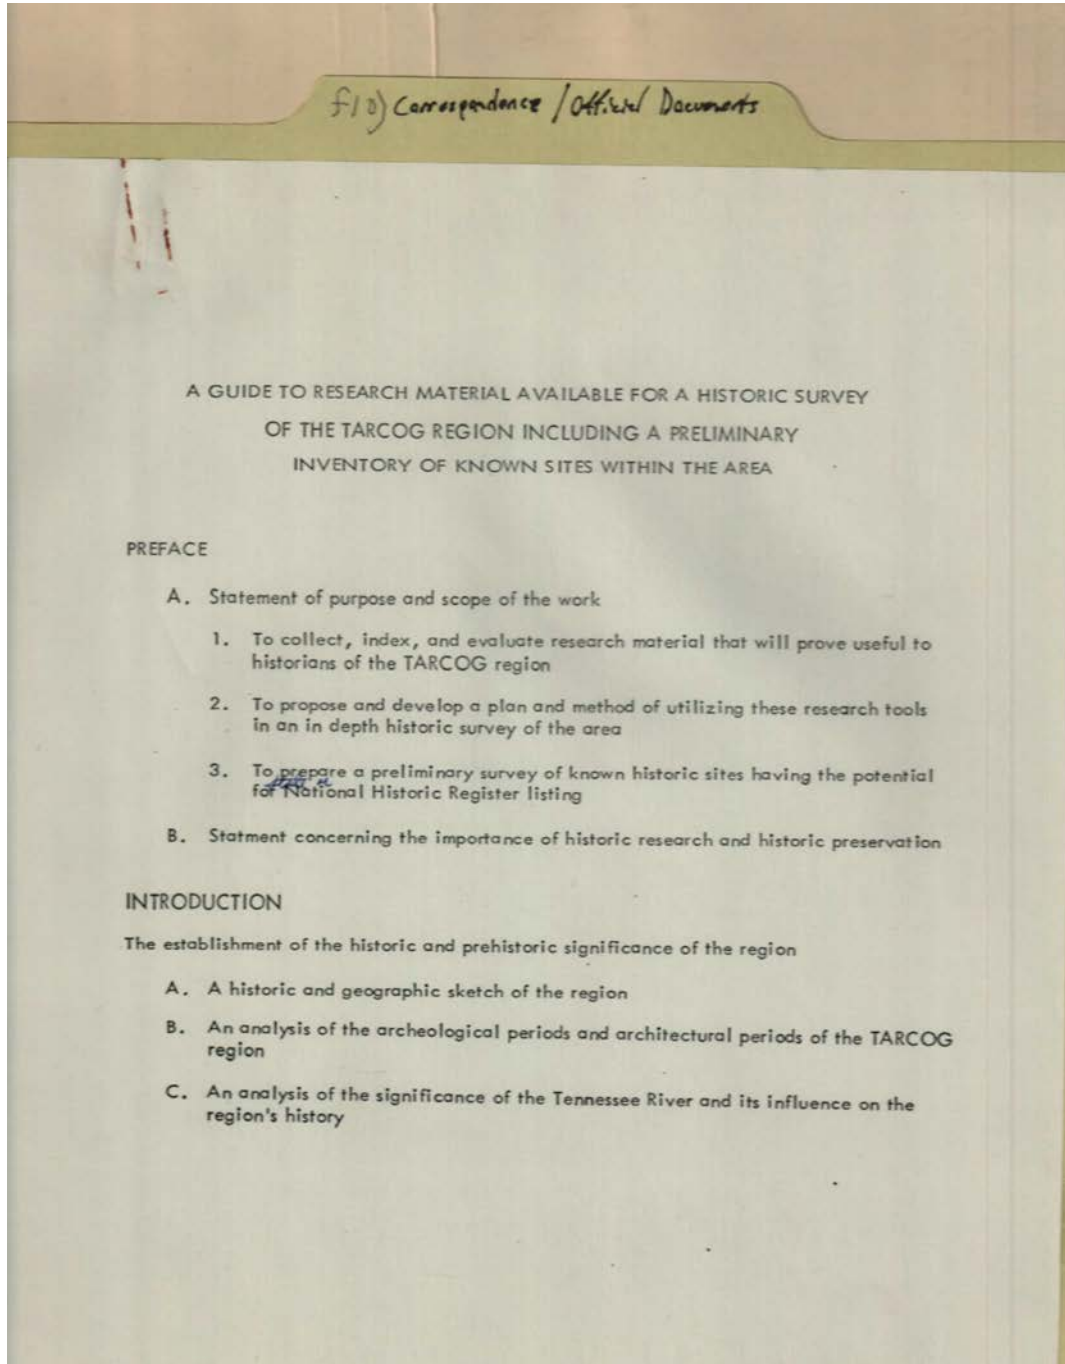 f10) Correspondence / Official Documents
A GUIDE TO RESEARCH MATERIAL AVAILABLE FOR A HISTORIC SURVEY
OF THE TARCOG REGION INCLUDING A PRELIMINARY
INVENTORY OF KNOWN SITES WITHIN THE AREA
PREFACE
A. Statement of purpose and scope of the work
1. To collect, index, and evaluate research material that will prove useful to
historians of the TARCOG region
2. To propose and develop a plan and method of utilizing these research tools
in an in depth historic survey of the area
3. To prepare a preliminary survey of known historic sites having the potential
for National Historic Register listing
B. Statment concerning the importance of historic research and historic preservation
INTRODUCTION
The establishment of the historic and prehistoric significance of the region
A. A historic and geographic sketch of the region
B. An analysis of the archeological periods and architectural periods of the TARCOG
region
C. An analysis of the significance of the Tennessee River and its influence on the
region's history